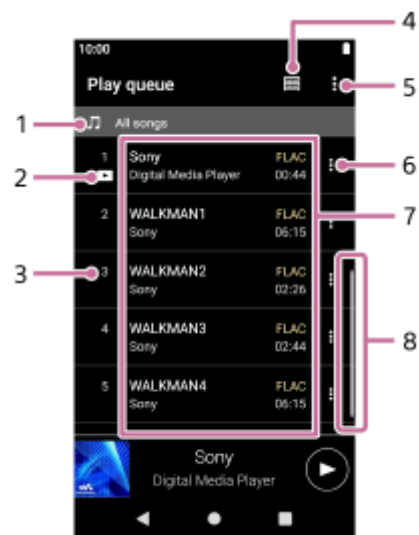 4
10:00
Play queue
5
1
All songs
1 Sony FLAC
6
2
Digital Media Player 00:44
7
2 WALKMAN1 FLAC
Sony 06:15
3
3 WALKMAN2 FLAC
Sony 02:26
8
4 WALKMAN3 FLAC
Sony 02:44
5 WALKMAN4 FLAC
Sony 06:15
Sony
Digital Media Player